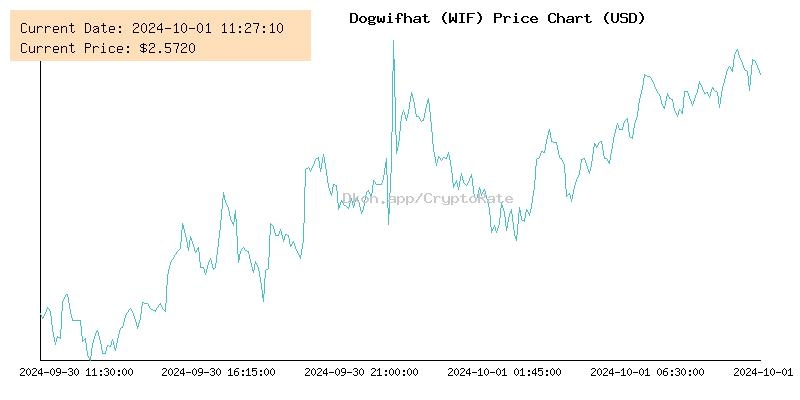 Dogwifhat (WIF) Price Chart (USD)
Current Date: 2024-10-01 11:27:10
Current Price: $2.5720
Dkon.app/CryptoKate
2024-09-30 11:30:00 2024-09-30 16:15:00 2024-09-30 21:00:00 2024-10-01 01:45:00 2024-10-01 06:30:00 2024-10-01